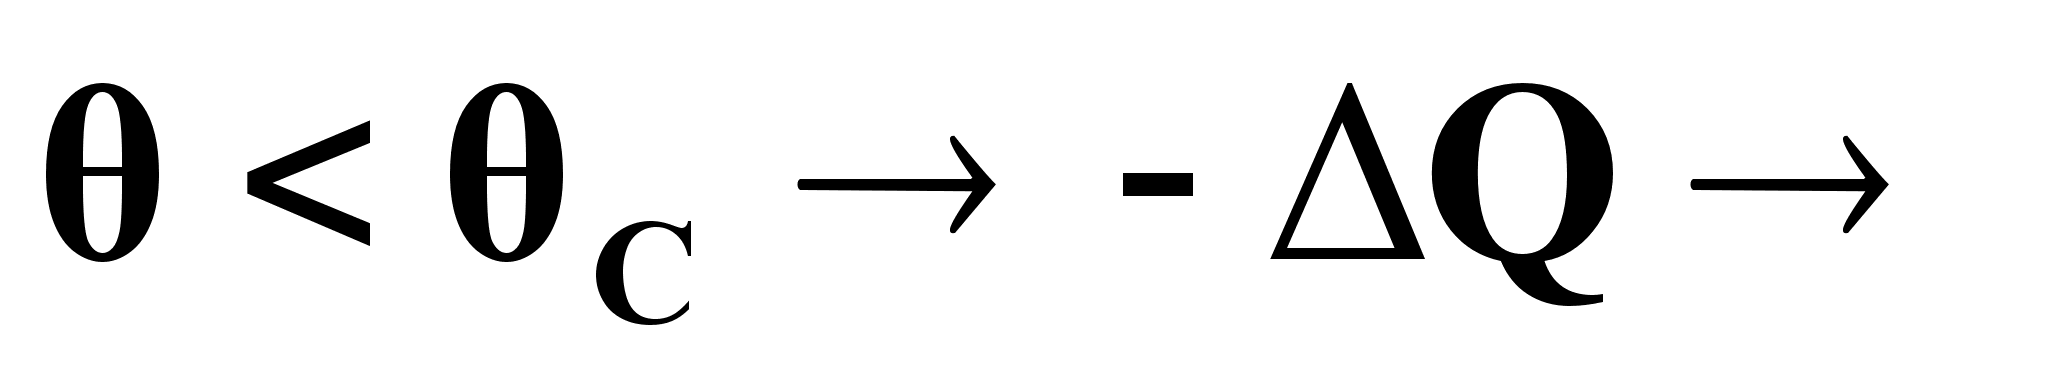 θ < θC → - ΔQ →